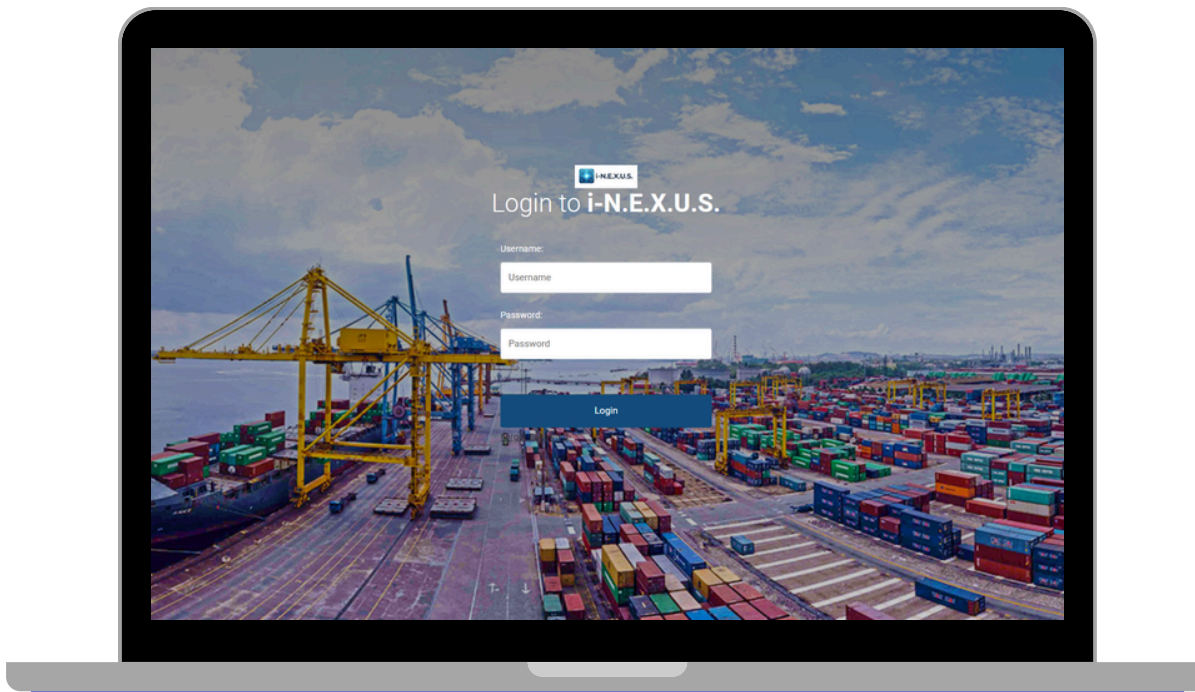 i-N.E.X.U.S.
Login to i-N.E.X.U.S.
Username:
Username
Password:
Password
Login